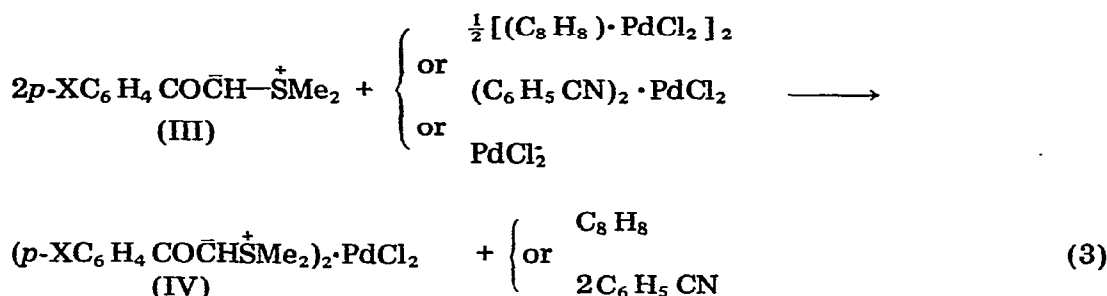 ½ [(C₈H₈)·PdCl₂]₂
or
2p-XC₆H₄COC̄H—S⁺Me₂ + (C₆H₅CN)₂·PdCl₂ ⟶
(III)
or
PdCl₂
C₈H₈
(p-XC₆H₄COC̄HS⁺Me₂)₂·PdCl₂ + or (3)
(IV)
2C₆H₅CN